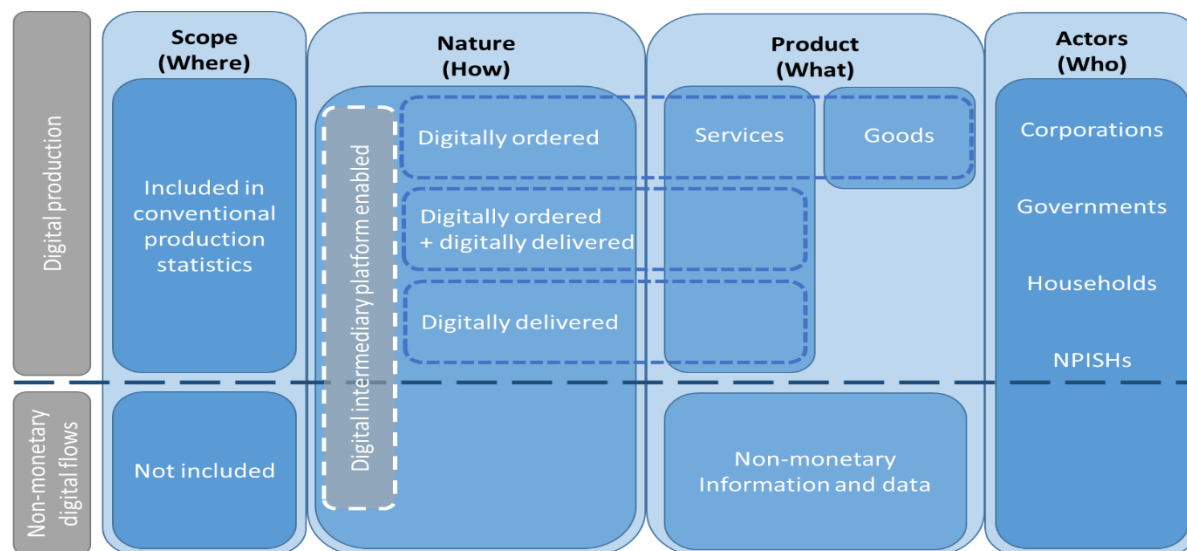 Scope
(Where)
Nature
(How)
Product
(What)
Actors
(Who)
Digital production
Included in
conventional
production
statistics
Digital intermediary platform enabled
Digitally ordered
Digitally ordered
+ digitally delivered
Digitally delivered
Services
Goods
Corporations
Governments
Households
NPISHs
Non-monetary
digital flows
Not included
Non-monetary
Information and data